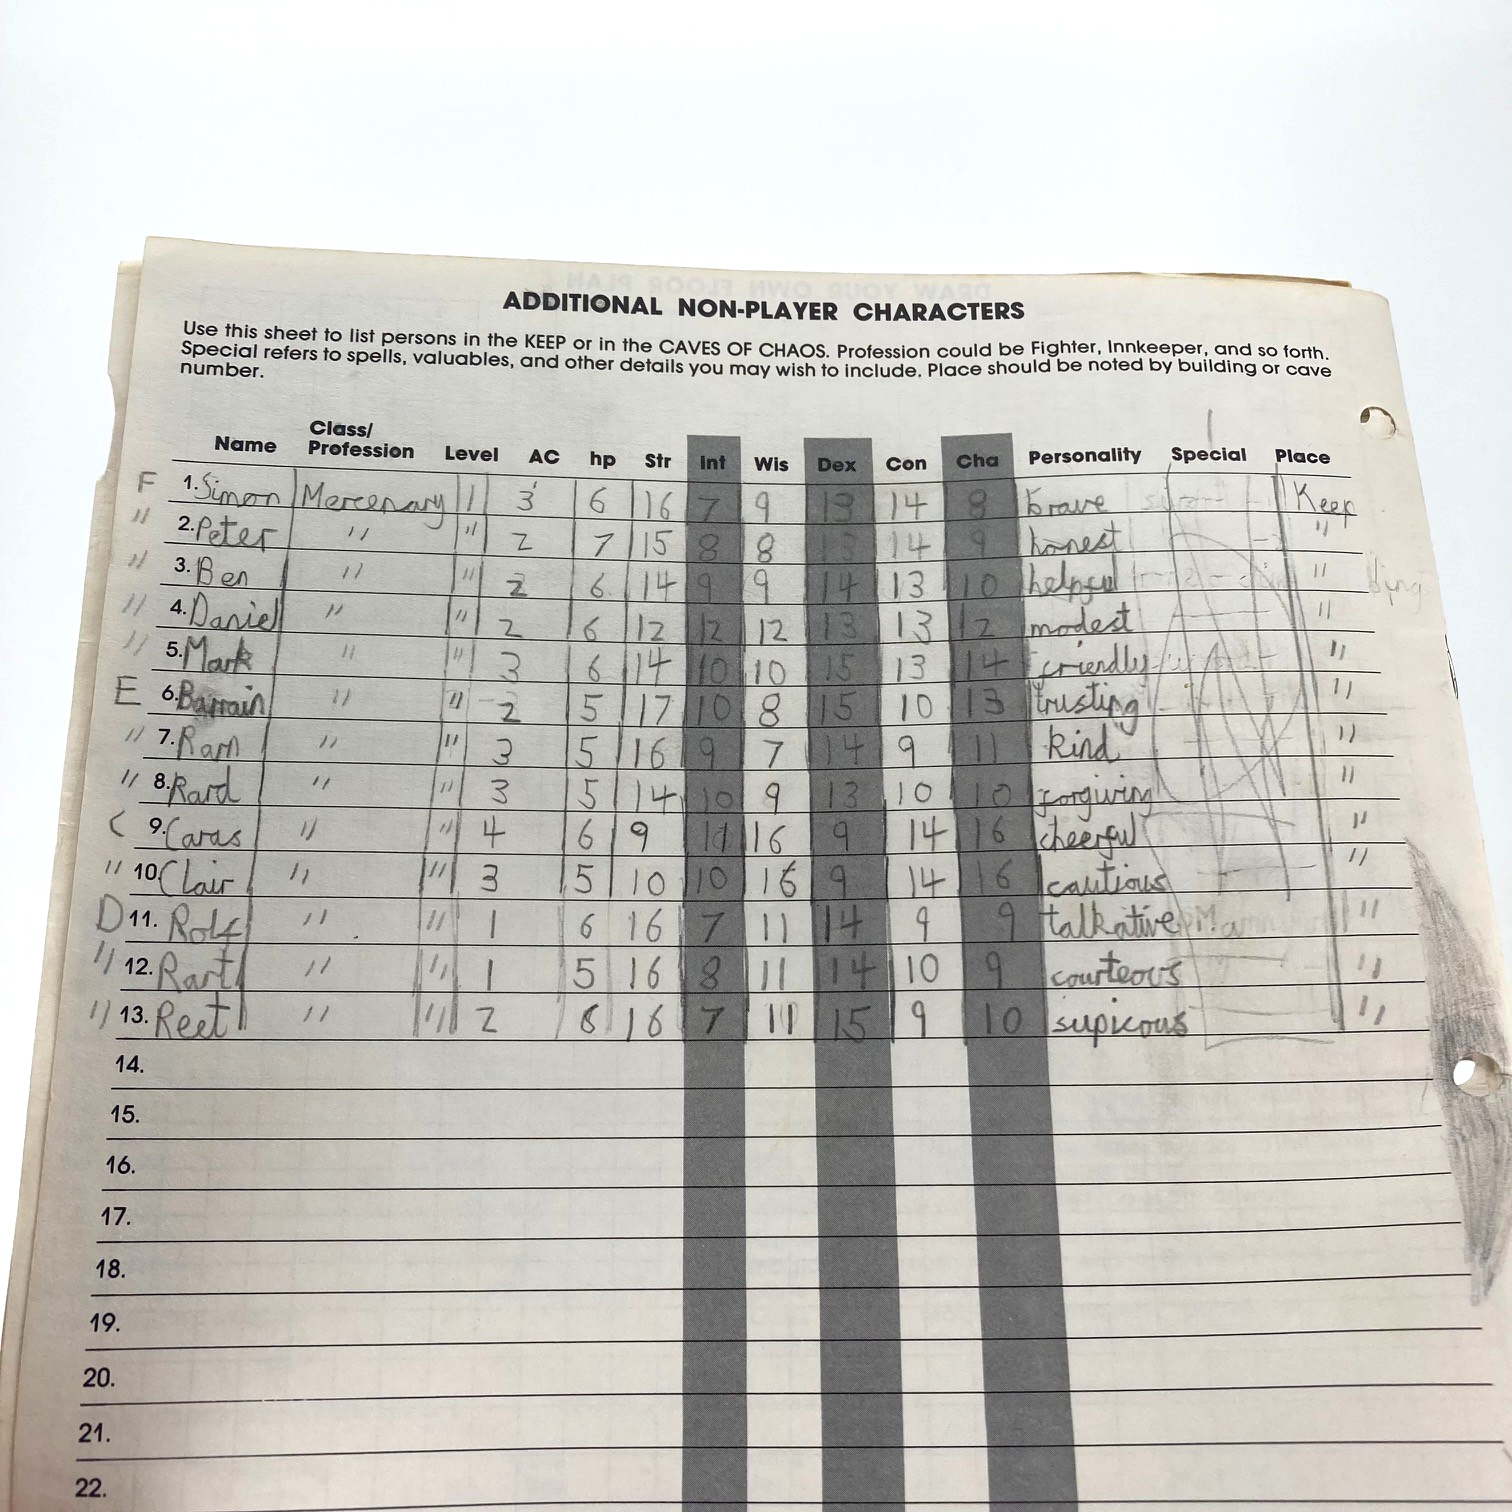 ADDITIONAL NON-PLAYER CHARACTERS
Use this sheet to list persons in the KEEP or in the CAVES OF CHAOS. Profession could be Fighter, Innkeeper, and so forth.
Special refers to spells, valuables, and other details you may wish to include. Place should be noted by building or cave
number.
Name Class/Profession Level AC hp Str Int Wis Dex Con Cha Personality Special Place
F 1. Simon Mercenary 1 3 6 16 7 9 13 14 8 brave Keep
" 2. Peter " " 2 7 15 8 8 13 14 9 honest "
" 3. Ben " " 2 6 14 9 9 14 13 10 helpful "
" 4. Daniel " " 2 6 12 12 12 13 13 12 modest "
" 5. Mark " " 3 6 14 10 10 15 13 14 friendly "
E 6. " " 2 5 17 10 8 15 10 13 trusting "
" 7. Ram " " 3 5 16 9 7 14 9 11 kind "
" 8. Rard " " 3 5 14 10 9 13 10 10 forgiving "
C 9. Caras " " 4 6 9 11 16 9 14 16 cheerful "
" 10. Clair " " 3 5 10 10 16 9 14 16 cautious "
D 11. Rolf " " 1 6 16 7 11 14 9 9 talkative "
" 12. Rart " " 1 5 16 8 11 14 10 9 courteous "
" 13. Reet " " 2 6 16 7 11 15 9 10 supicous "
14.
15.
16.
17.
18.
19.
20.
21.
22.